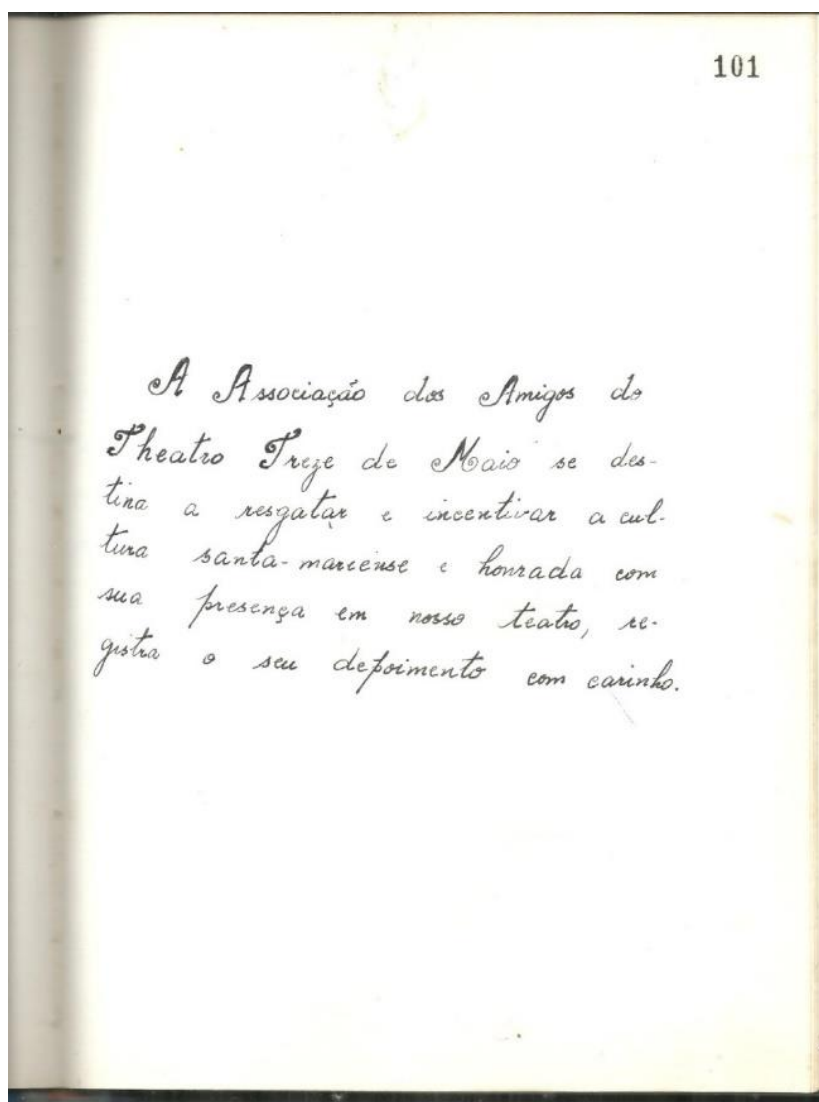 101
A Associação dos Amigos do
Theatro Treze de Maio se des-
tina a resgatar e incentivar a cul-
tura santa-mariense e honrada com
sua presença em nosso teatro, re-
gistra o seu depoimento com carinho.